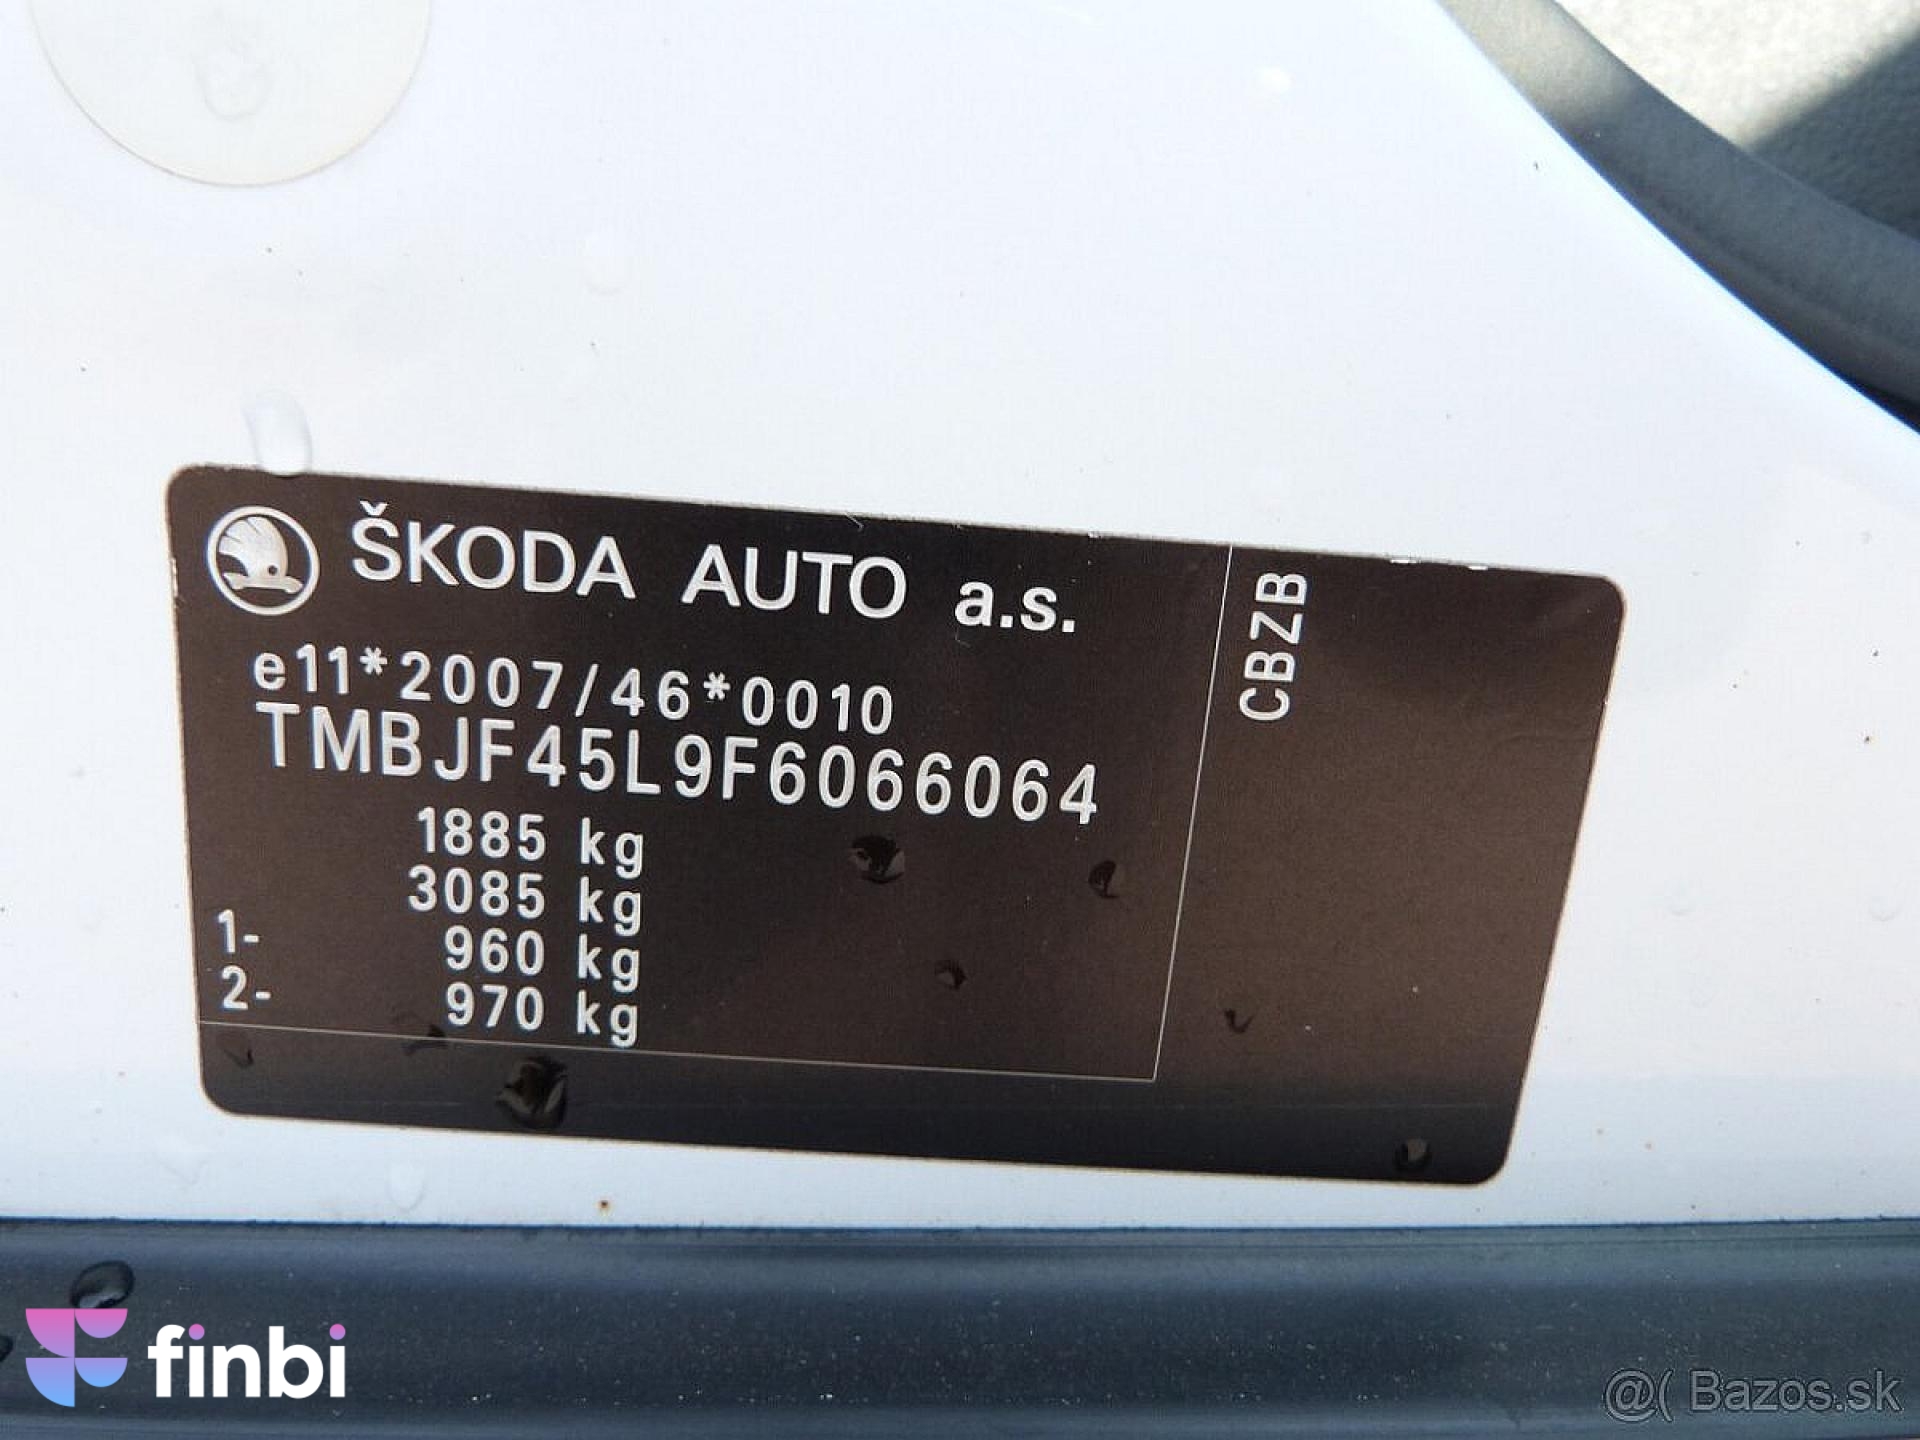 ŠKODA AUTO a.s.
e11*2007/46*0010
TMBJF45L9F6066064
1885 kg
3085 kg
1- 960 kg
2- 970 kg
CBZB
finbi
@( Bazos.sk